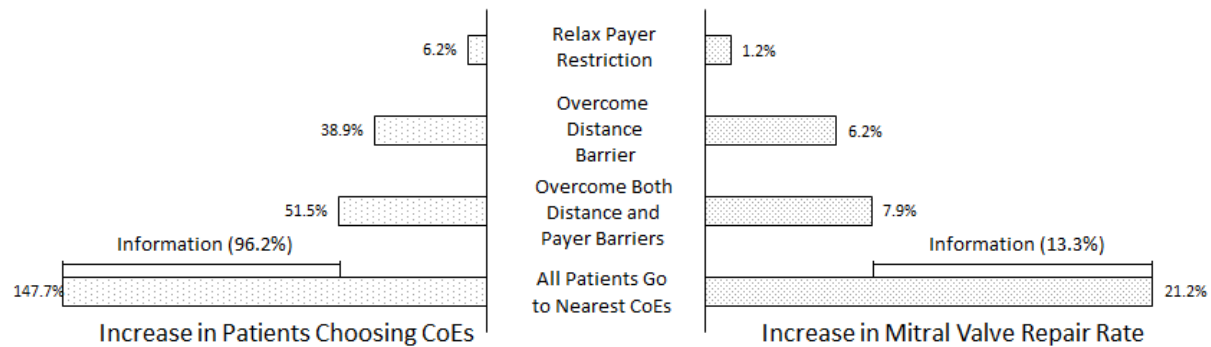 6.2%
Relax Payer
Restriction
1.2%
38.9%
Overcome
Distance
Barrier
6.2%
51.5%
Overcome Both
Distance and
Payer Barriers
7.9%
Information (96.2%)
Information (13.3%)
147.7%
All Patients Go
to Nearest CoEs
21.2%
Increase in Patients Choosing CoEs
Increase in Mitral Valve Repair Rate